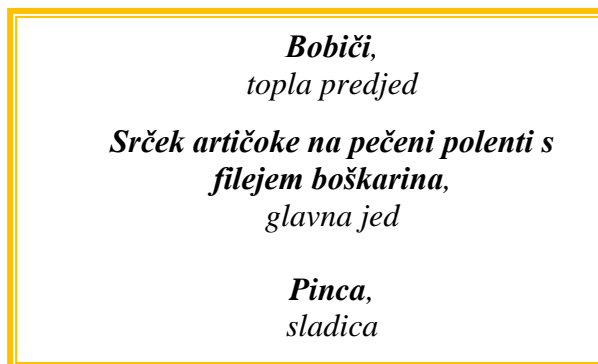 Bobiči,
topla predjed
Srček artičoke na pečeni polenti s
filejem boškarina,
glavna jed
Pinca,
sladica